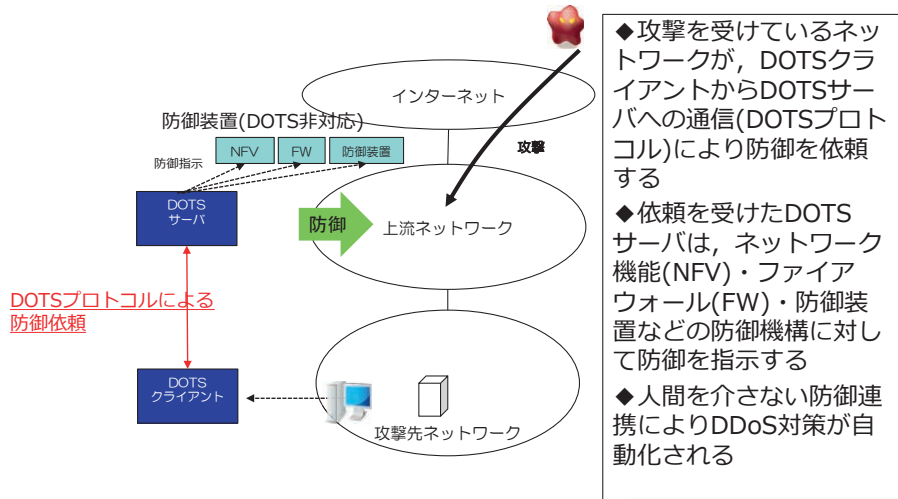 インターネット
防御装置(DOTS非対応)
NFV
FW
防御装置
防御指示
攻撃
DOTS
サーバ
防御
上流ネットワーク
DOTSプロトコルによる
防御依頼
DOTS
クライアント
攻撃先ネットワーク
◆攻撃を受けているネッ
トワークが，DOTSクラ
イアントからDOTSサー
バへの通信(DOTSプロト
コル)により防御を依頼
する
◆依頼を受けたDOTS
サーバは，ネットワーク
機能(NFV)・ファイア
ウォール(FW)・防御装
置などの防御機構に対し
て防御を指示する
◆人間を介さない防御連
携によりDDoS対策が自
動化される